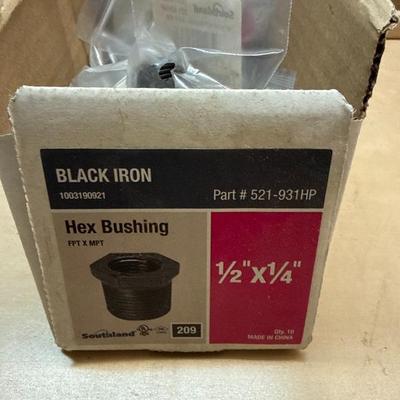 BLACK IRON
1003190921
Part # 521-931HP
Hex Bushing
FPT X MPT
1/2"X1/4"
Southland
209
Qty. 10
MADE IN CHINA